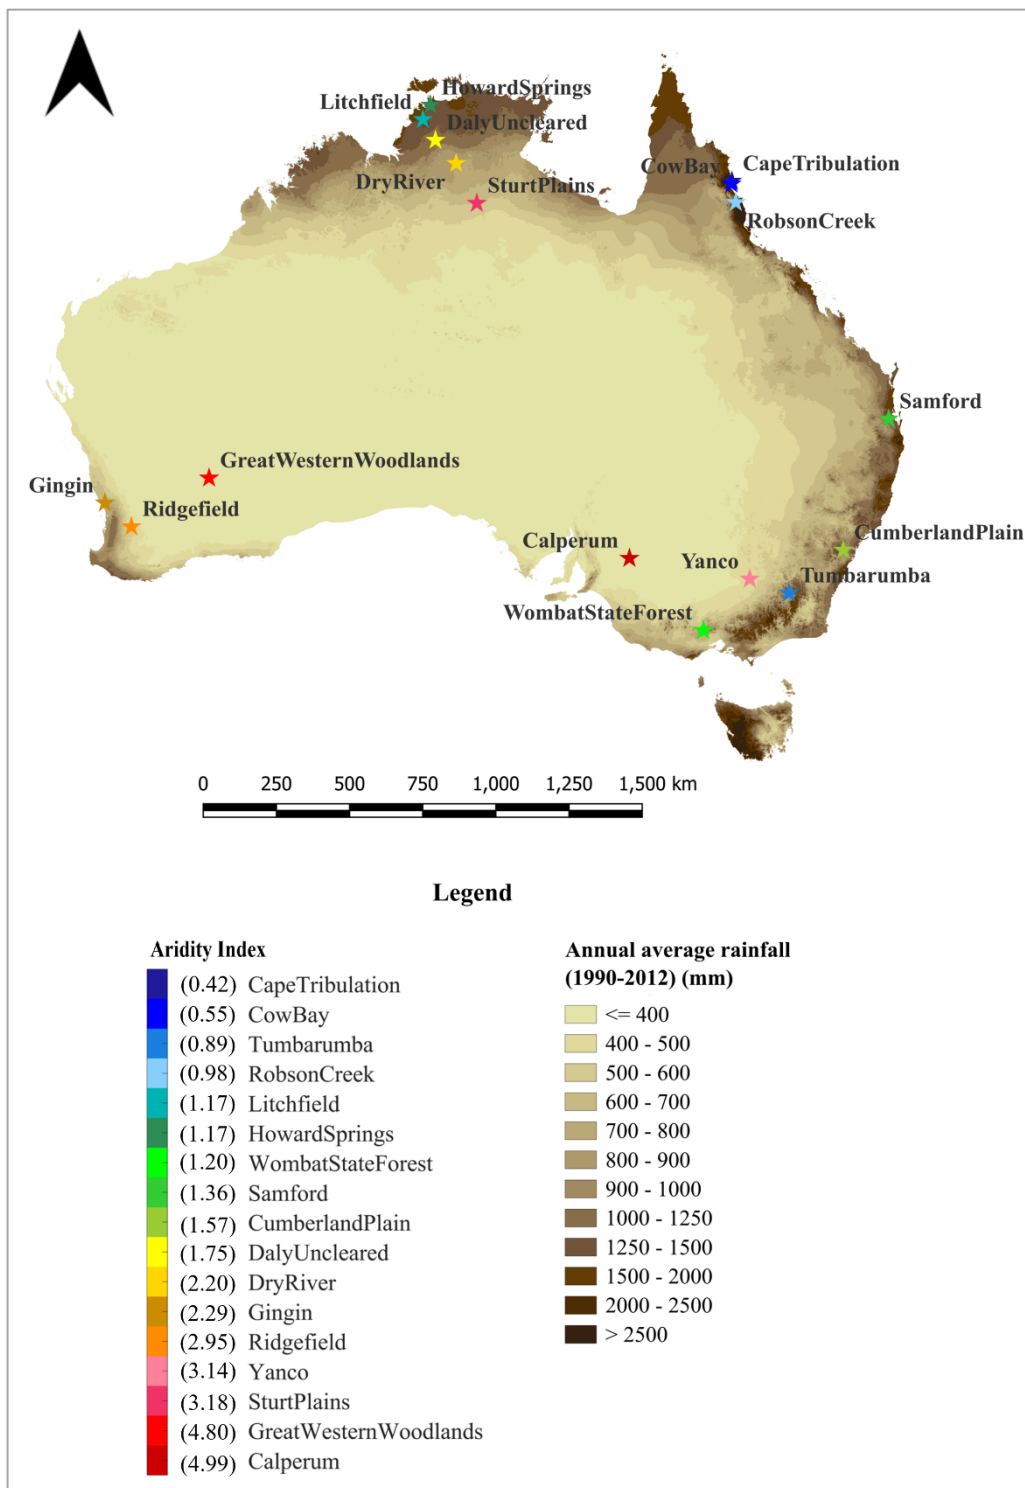 HowardSprings
Litchfield
DalyUncleared
CowBay
CapeTribulation
DryRiver
SturtPlains
RobsonCreek
Samford
GreatWesternWoodlands
Gingin
Ridgefield
CumberlandPlain
Calperum
Yanco
Tumbarumba
WombatStateForest
0 250 500 750 1,000 1,250 1,500 km
Legend
Aridity Index
(0.42) CapeTribulation
(0.55) CowBay
(0.89) Tumbarumba
(0.98) RobsonCreek
(1.17) Litchfield
(1.17) HowardSprings
(1.20) WombatStateForest
(1.36) Samford
(1.57) CumberlandPlain
(1.75) DalyUncleared
(2.20) DryRiver
(2.29) Gingin
(2.95) Ridgefield
(3.14) Yanco
(3.18) SturtPlains
(4.80) GreatWesternWoodlands
(4.99) Calperum
Annual average rainfall
(1990-2012) (mm)
<= 400
400 - 500
500 - 600
600 - 700
700 - 800
800 - 900
900 - 1000
1000 - 1250
1250 - 1500
1500 - 2000
2000 - 2500
> 2500